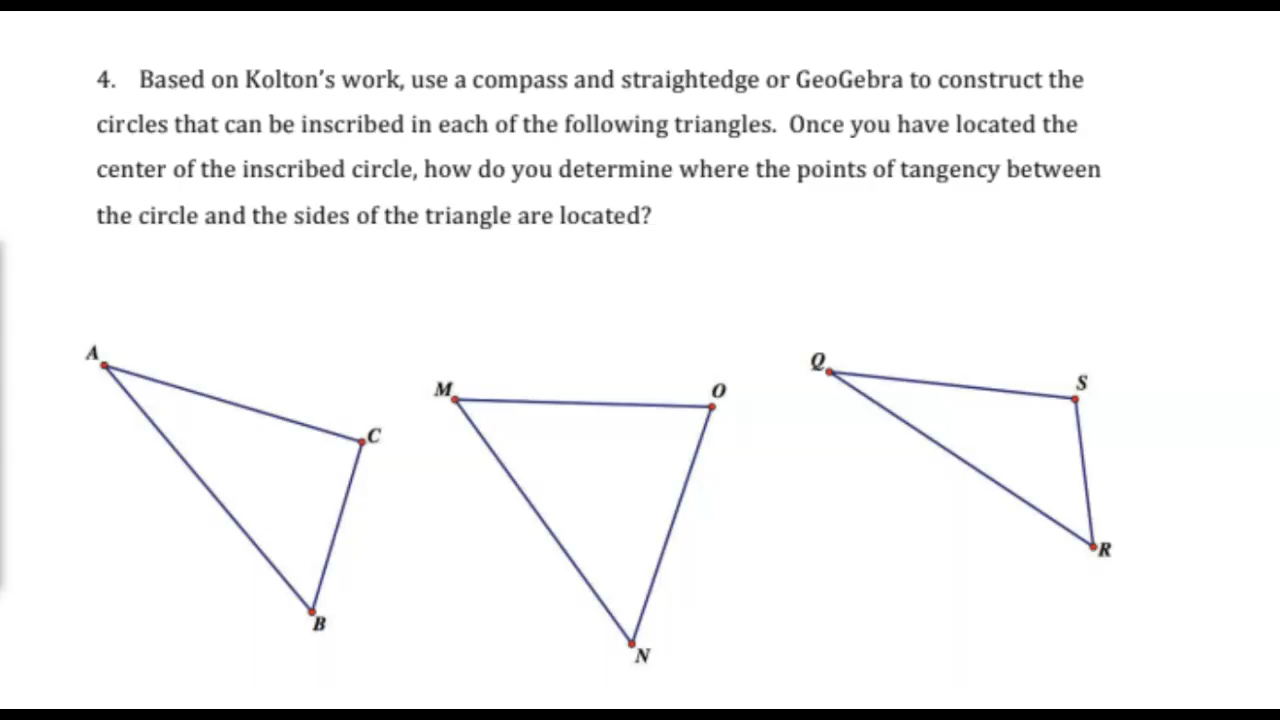 4. Based on Kolton's work, use a compass and straightedge or GeoGebra to construct the
circles that can be inscribed in each of the following triangles. Once you have located the
center of the inscribed circle, how do you determine where the points of tangency between
the circle and the sides of the triangle are located?
A
C
B
M
O
N
Q
S
R